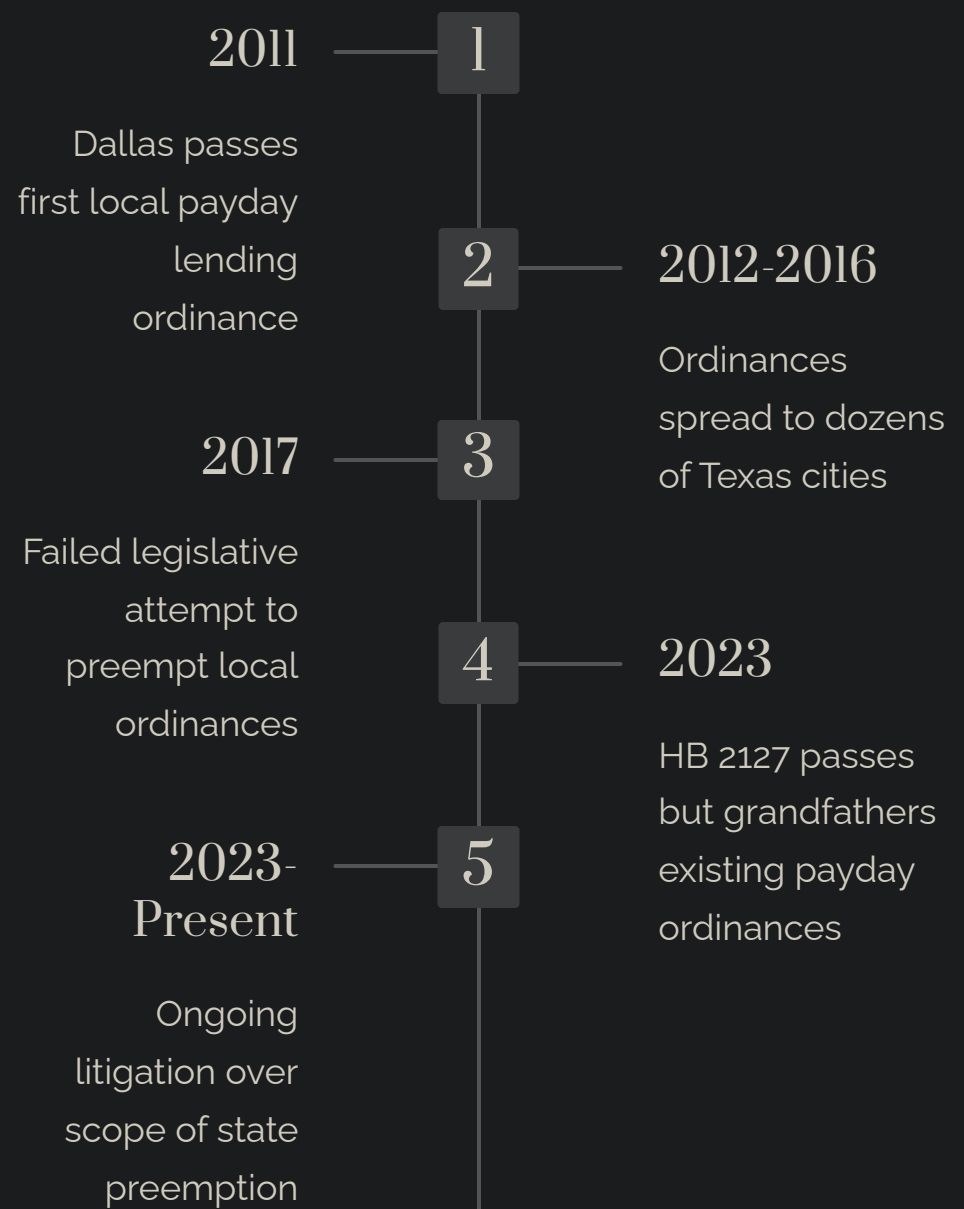 2011
1
Dallas passes
first local payday
lending
ordinance
2
2012-2016
Ordinances
spread to dozens
of Texas cities
2017
3
Failed legislative
attempt to
preempt local
ordinances
4
2023
HB 2127 passes
but grandfathers
existing payday
ordinances
2023-
Present
5
Ongoing
litigation over
scope of state
preemption